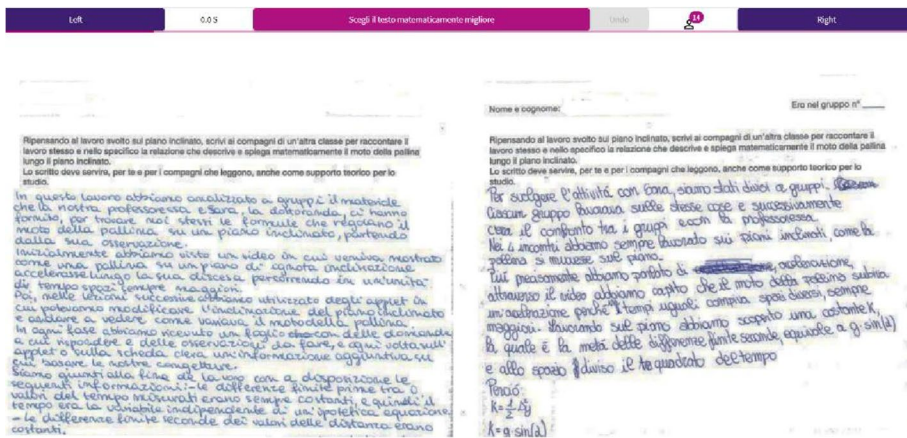 Left
0.0 S
Scegli il testo matematicamente migliore
Undo
14
Right
Ripensando al lavoro svolto sul piano inclinato, scrivi ai compagni di un'altra classe per raccontare il
lavoro stesso e nello specifico la relazione che descrive e spiega matematicamente il moto della pallina
lungo il piano inclinato.
Lo scritto deve servire, per te e per i compagni che leggono, anche come supporto teorico per lo
studio.
In questo lavoro abbiamo analizzato a gruppi il materiale
che la nostra professoressa e Sara, la dottoranda, ci hanno
fornito, per trovare noi stessi le formule che regolano il
moto della pallina su un piano inclinato, partendo
dalla sua osservazione.
Inizialmente abbiamo visto un video in cui veniva mostrato
come una pallina su un piano di agnota inclinazione
accelerasse lungo la sua discesa, percorrendo in un'unita'
di tempo spazi sempre maggiori.
Poi, nelle lezioni successive abbiamo utilizzato degli applet in
cui potevamo modificare l'inclinazione del piano inclinato
e andare a vedere come variava il moto della pallina.
In ogni fase abbiamo ricevuto un foglio con delle domande
a cui rispondere e delle osservazioni da fare, e ogni volta sull'
applet o sulla scheda c'era un'informazione aggiuntiva su
cui basare le nostre congetture.
Siamo giunti alla fine di lavoro con a disposizione le
seguenti informazioni: - le differenze finite prime tra i
valori del tempo misurati erano sempre costanti, e quindi il
tempo era la variabile indipendente di un'ipotetica equazione
- le differenze finite seconde dei valori delle distanza erano
costanti.
Nome e cognome:
Ero nel gruppo n°
Ripensando al lavoro svolto sul piano inclinato, scrivi ai compagni di un'altra classe per raccontare il
lavoro stesso e nello specifico la relazione che descrive e spiega matematicamente il moto della pallina
lungo il piano inclinato.
Lo scritto deve servire, per te e per i compagni che leggono, anche come supporto teorico per lo
studio.
Per svolgere l'attività con Sara, siamo stati divisi a gruppi.
Ciascun gruppo lavorava sulle stesse cose e successivamente
c'era il confronto tra i gruppi e con la professoressa.
Nei 4 incontri abbiamo sempre lavorato sui piani inclinati, come la
pallina si muovesse sul piano.
Più precisamente abbiamo parlato di accelerazione,
attraverso il video abbiamo capito che il moto della pallina subiva
un'accelerazione perché in tempi uguali compiva spazi diversi, sempre
maggiori. Lavorando sul piano abbiamo scoperto una costante k,
la quale è la metà delle differenze finite seconde, equivale a g·sin(α)
e allo spazio diviso il quadrato del tempo
Perciò:
k=½·Δ²y
k=g·sin(α)